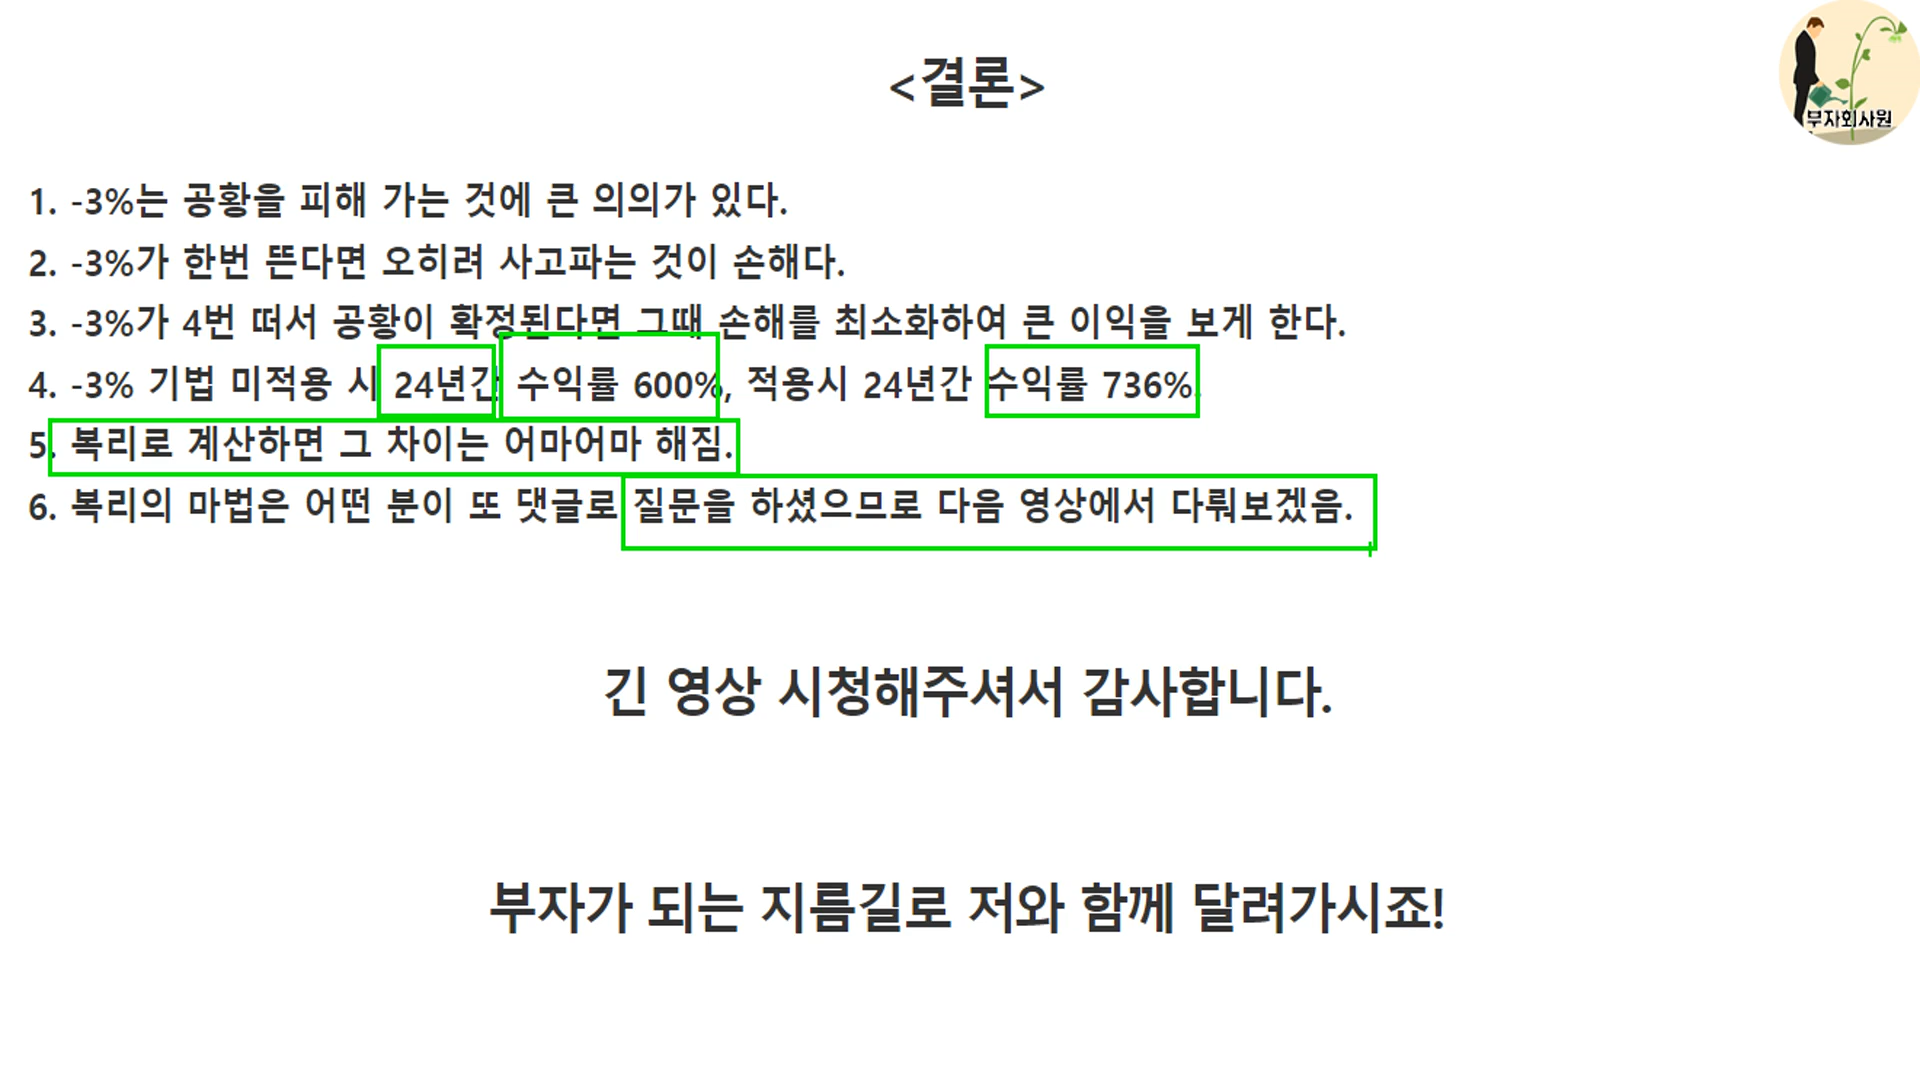 <결론>
부자회사원
1. -3%는 공황을 피해 가는 것에 큰 의의가 있다.
2. -3%가 한번 뜬다면 오히려 사고파는 것이 손해다.
3. -3%가 4번 떠서 공황이 확정된다면 그때 손해를 최소화하여 큰 이익을 보게 한다.
4. -3% 기법 미적용 시 24년간 수익률 600%, 적용시 24년간 수익률 736%.
5. 복리로 계산하면 그 차이는 어마어마 해짐.
6. 복리의 마법은 어떤 분이 또 댓글로 질문을 하셨으므로 다음 영상에서 다뤄보겠음.
긴 영상 시청해주셔서 감사합니다.
부자가 되는 지름길로 저와 함께 달려가시죠!